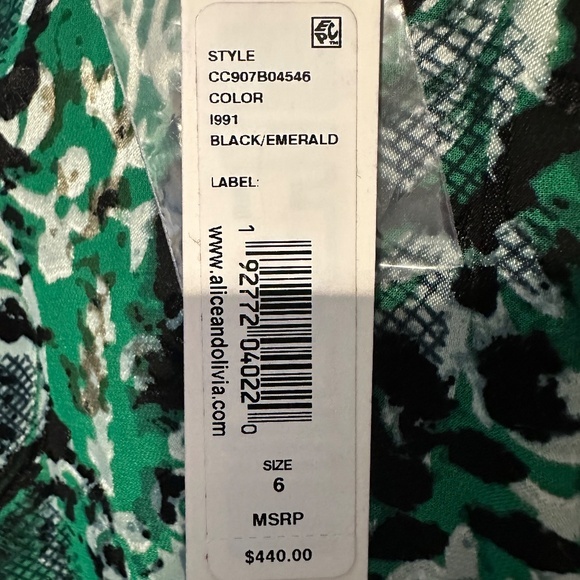 EPC™
STYLE
CC907B04546
COLOR
I991
BLACK/EMERALD
LABEL:
1 92772 04022 0
www.aliceandolivia.com
SIZE
6
MSRP
$440.00